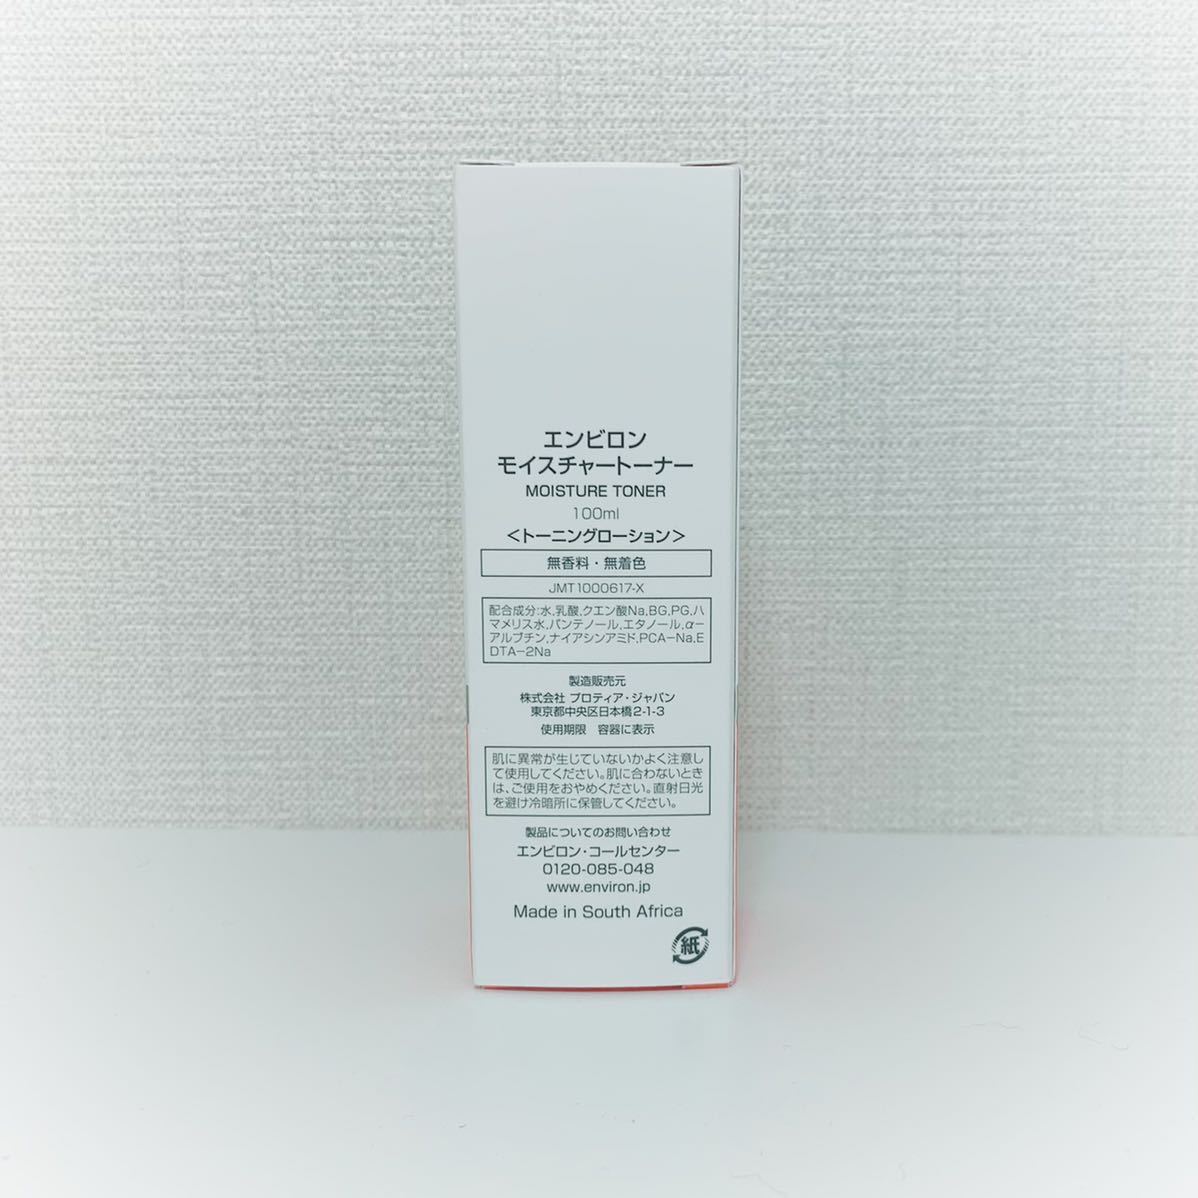 エンビロン
モイスチャートーナー
MOISTURE TONER
100ml
＜トーニングローション＞
無香料・無着色
JMT1000617-X
配合成分:水,乳酸,クエン酸Na,BG,PG,ハ
マメリス水,パンテノール,エタノール,α－
アルブチン,ナイアシンアミド,PCA－Na,E
DTA－2Na
製造販売元
株式会社 プロティア・ジャパン
東京都中央区日本橋2-1-3
使用期限　容器に表示
肌に異常が生じていないかよく注意し
て使用してください。肌に合わないとき
は、ご使用をおやめください。直射日光
を避け冷暗所に保管してください。
製品についてのお問い合わせ
エンビロン・コールセンター
0120-085-048
www.environ.jp
Made in South Africa
紙